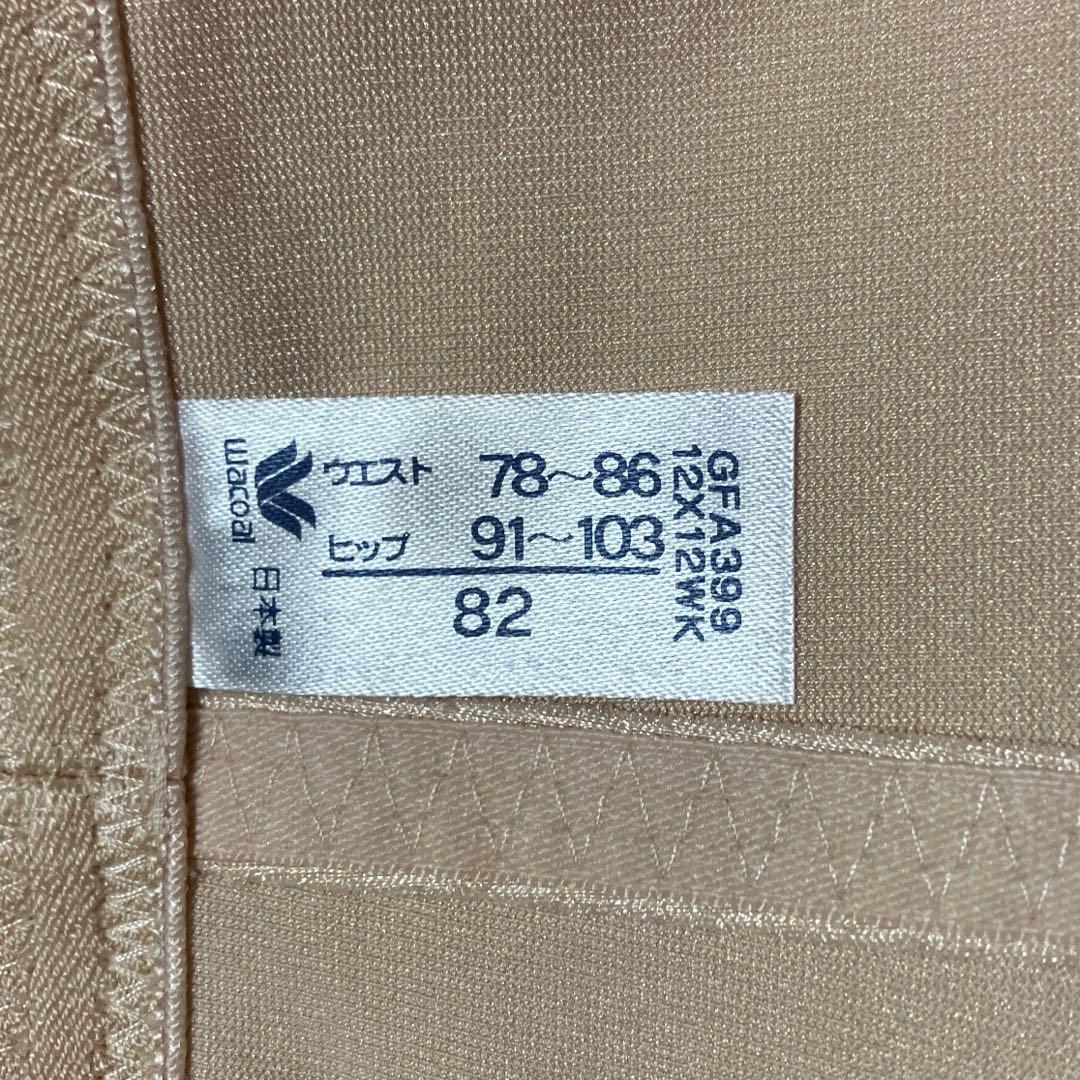 wacoal
日本製
ウエスト 78～86
ヒップ 91～103
82
GFA399
12X12WK